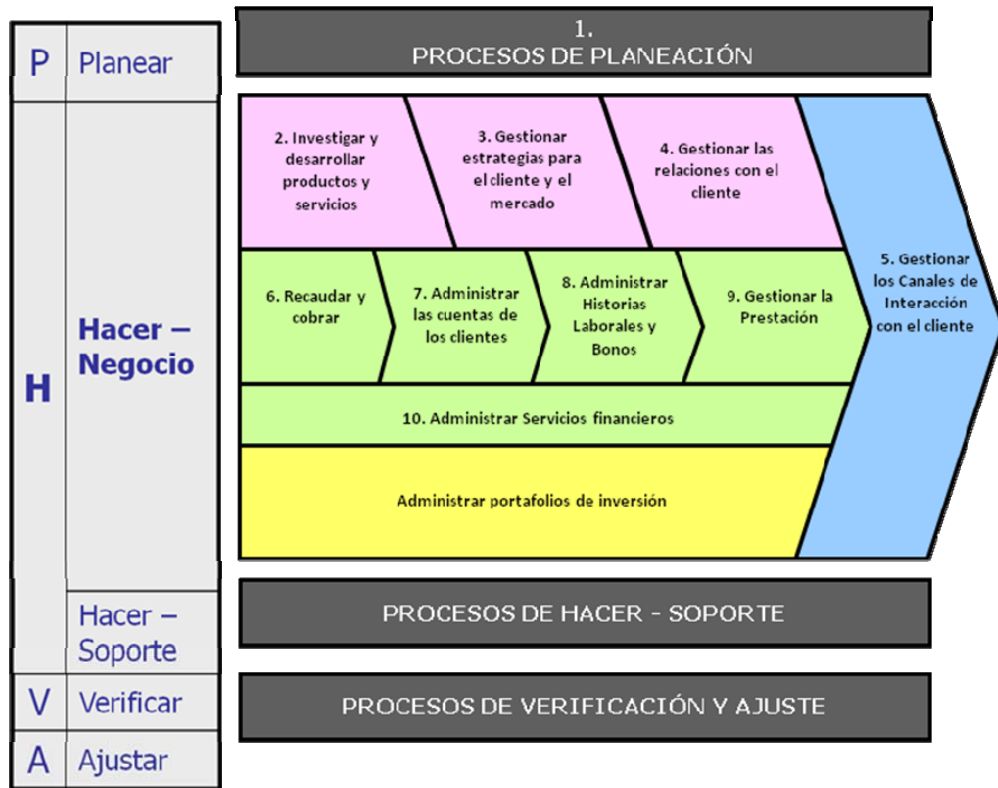 P
Planear
H
Hacer –
Negocio
Hacer –
Soporte
V
Verificar
A
Ajustar
1.
PROCESOS DE PLANEACIÓN
2. Investigar y
desarrollar
productos y
servicios
3. Gestionar
estrategias para
el cliente y el
mercado
4. Gestionar las
relaciones con el
cliente
5. Gestionar
los Canales de
Interacción
con el cliente
6. Recaudar y
cobrar
7. Administrar
las cuentas de
los clientes
8. Administrar
Historias
Laborales y
Bonos
9. Gestionar la
Prestación
10. Administrar Servicios financieros
Administrar portafolios de inversión
PROCESOS DE HACER - SOPORTE
PROCESOS DE VERIFICACIÓN Y AJUSTE